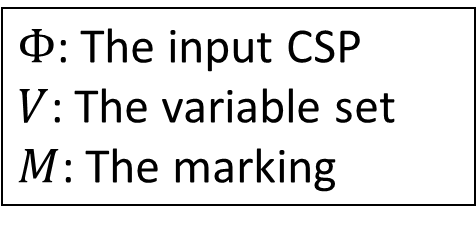 Φ: The input CSP
V: The variable set
M: The marking